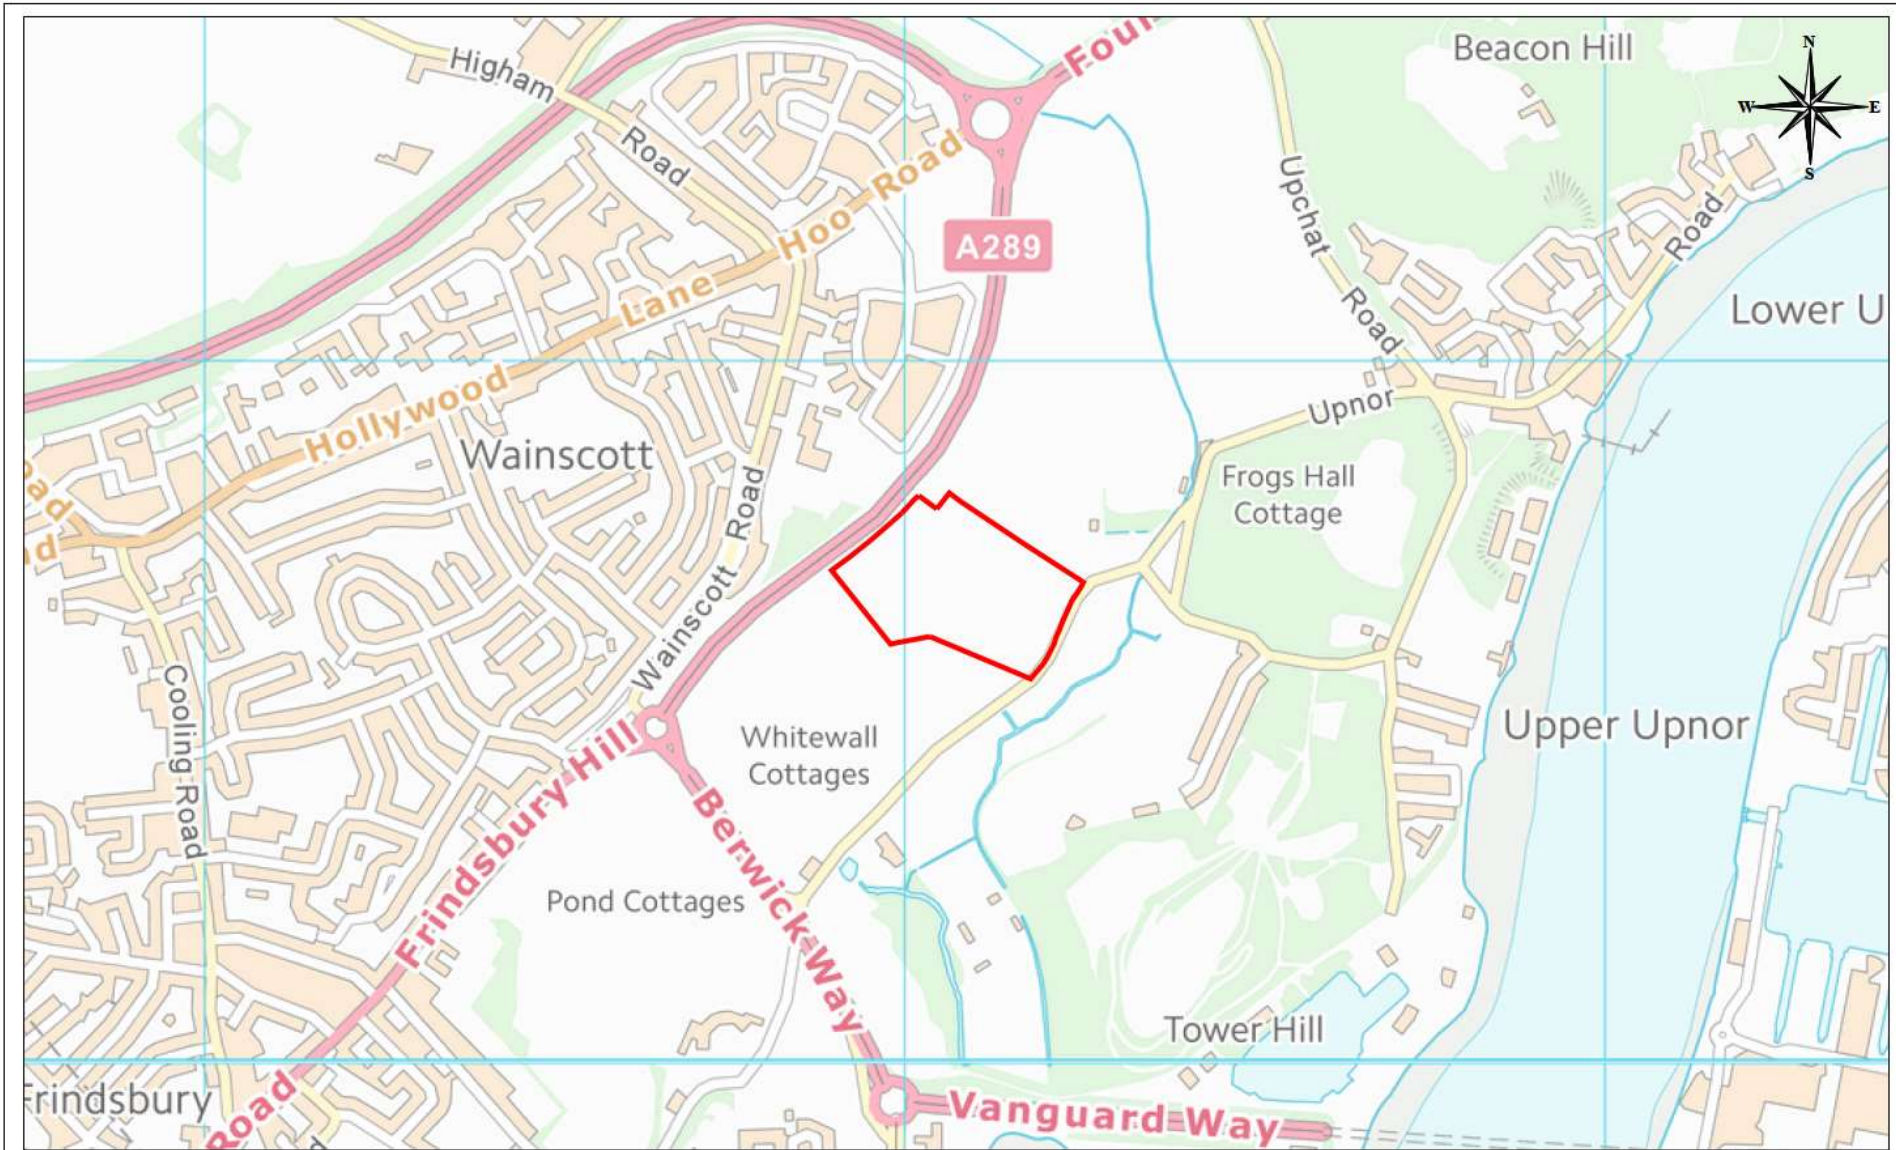 Beacon Hill
N
W
E
S
Higham
Road
Hoo Road
A289
Upchat
Road
Road
Lower U
Lane
Hollywood
Wainscott
Road
Wainscott
Upnor
Frogs Hall
Cottage
Cooling Road
Whitewall
Cottages
Upper Upnor
Frindsbury Hill
Berwick Way
Pond Cottages
Tower Hill
Frindsbury
Road
Vanguard Way